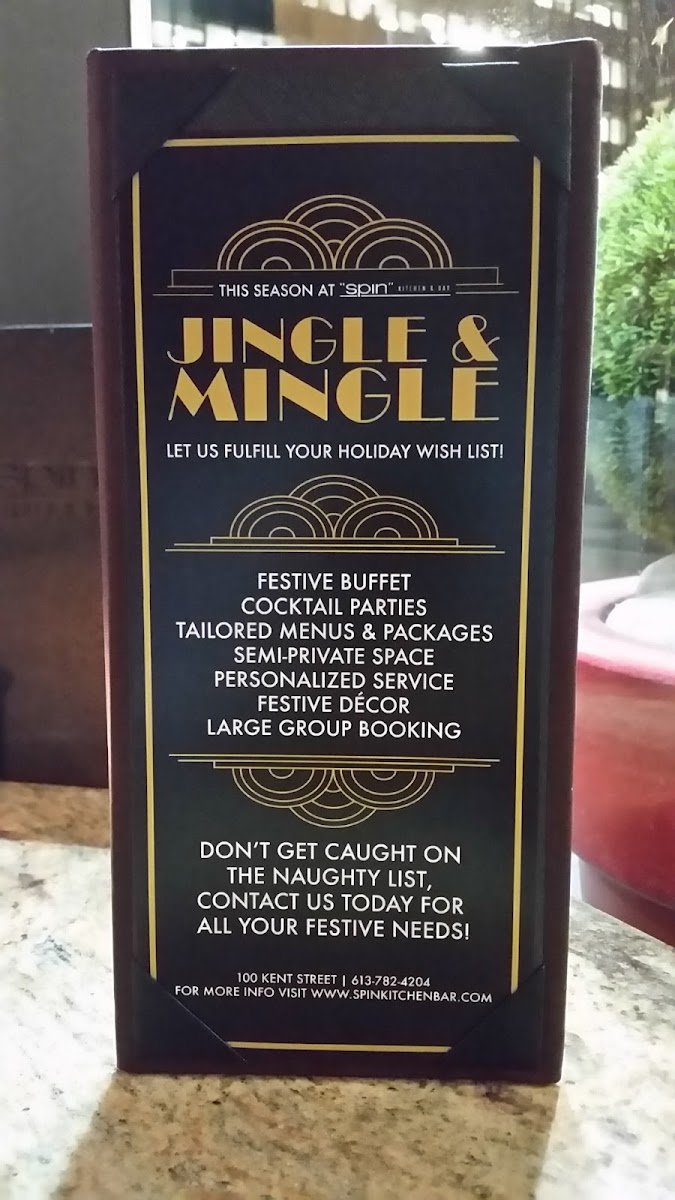 THIS SEASON AT "spin" KITCHEN & BAR
JINGLE &
MINGLE
LET US FULFILL YOUR HOLIDAY WISH LIST!
FESTIVE BUFFET
COCKTAIL PARTIES
TAILORED MENUS & PACKAGES
SEMI-PRIVATE SPACE
PERSONALIZED SERVICE
FESTIVE DÉCOR
LARGE GROUP BOOKING
DON'T GET CAUGHT ON
THE NAUGHTY LIST,
CONTACT US TODAY FOR
ALL YOUR FESTIVE NEEDS!
100 KENT STREET | 613-782-4204
FOR MORE INFO VISIT WWW.SPINKITCHENBAR.COM